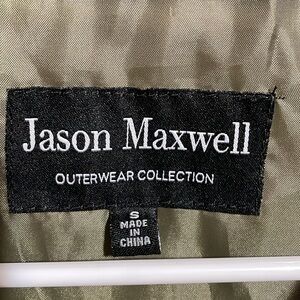 Jason Maxwell
OUTERWEAR COLLECTION
S
MADE
IN
CHINA